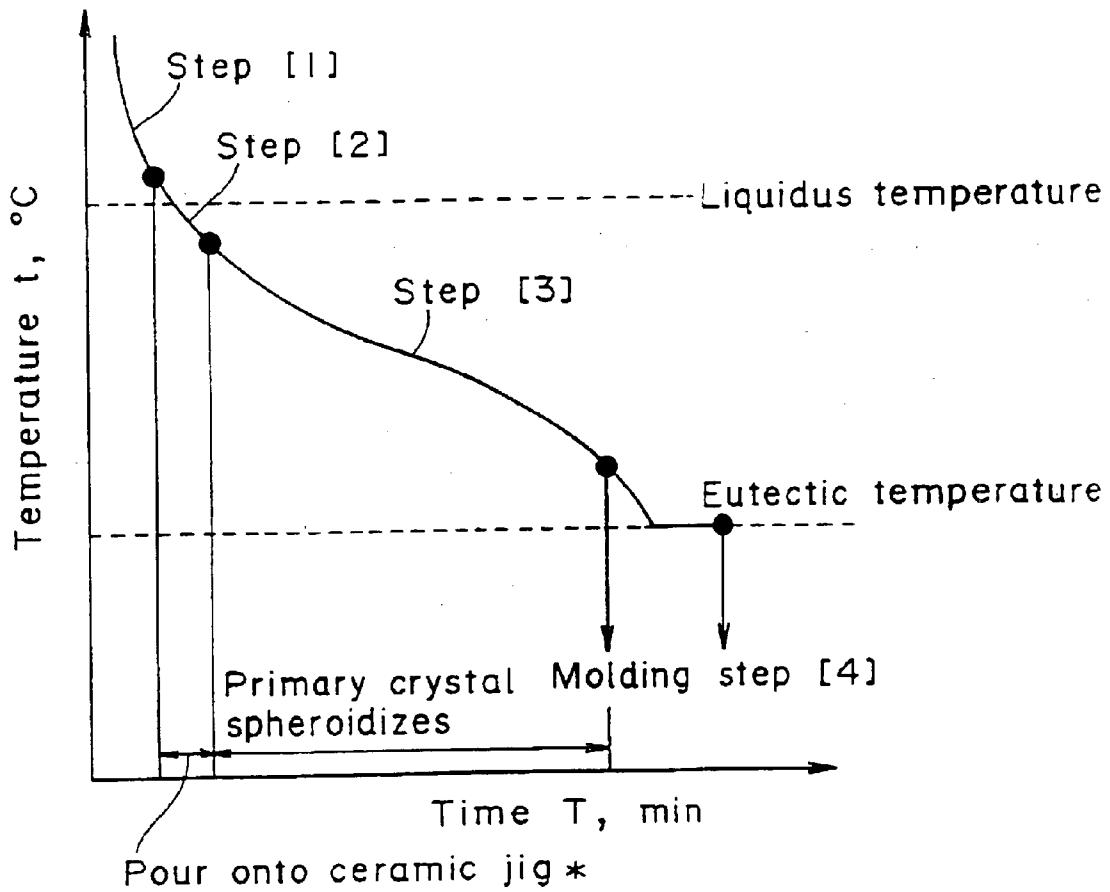 Step [1]
Step [2]
Liquidus temperature
Temperature t, °C
Step [3]
Eutectic temperature
Primary crystal
spheroidizes
Molding step [4]
Time T, min
Pour onto ceramic jig *